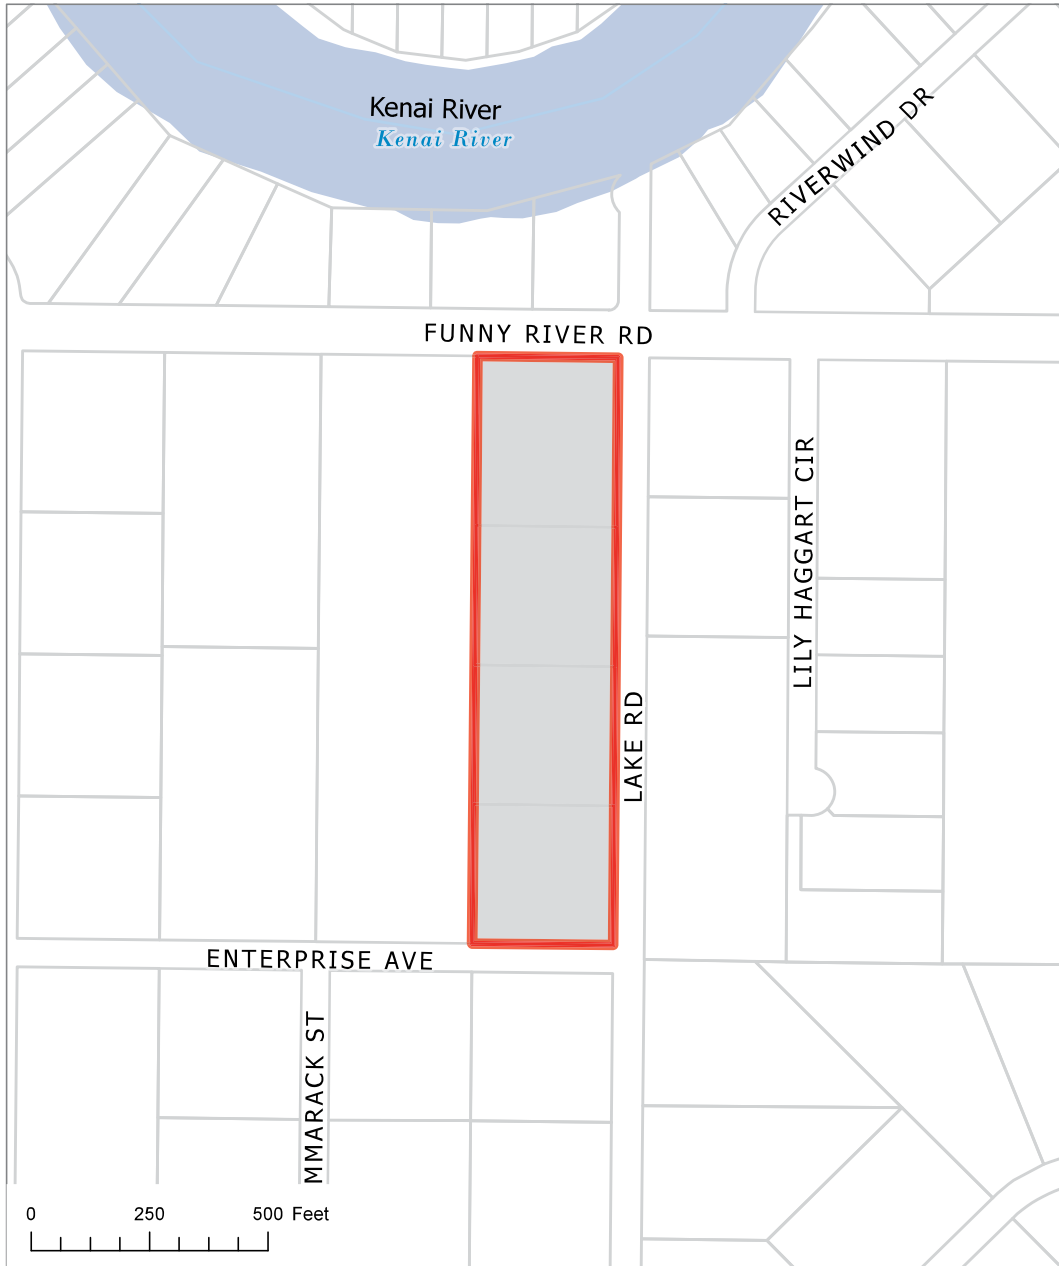 Kenai River
Kenai River
RIVERWIND DR
FUNNY RIVER RD
LILY HAGGART CIR
LAKE RD
ENTERPRISE AVE
MMARACK ST
0 250 500 Feet